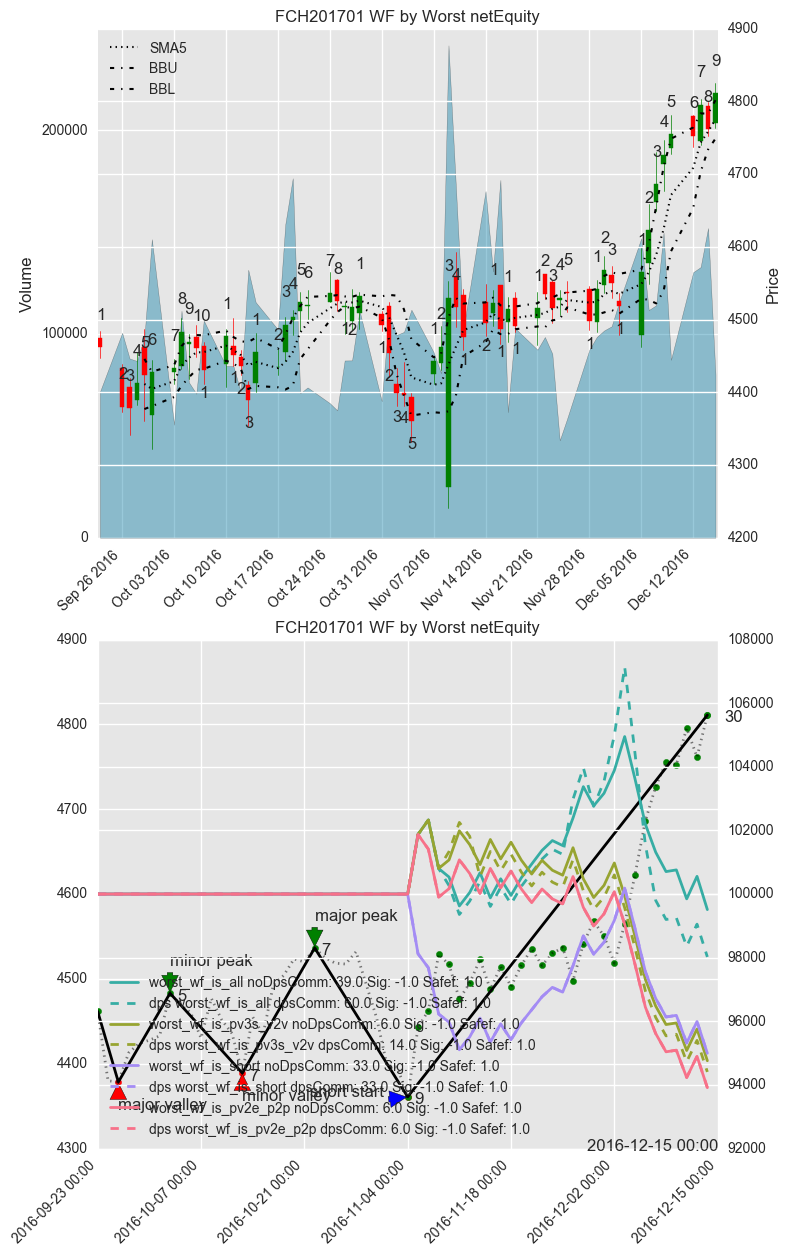 FCH201701 WF by Worst netEquity
SMA5
BBU
BBL
4900
4800
4700
4600
4500
4400
4300
4200
200000
100000
0
Volume
Price
Sep 26 2016
Oct 03 2016
Oct 10 2016
Oct 17 2016
Oct 24 2016
Oct 31 2016
Nov 07 2016
Nov 14 2016
Nov 21 2016
Nov 28 2016
Dec 05 2016
Dec 12 2016
FCH201701 WF by Worst netEquity
4900
4800
4700
4600
4500
4400
4300
108000
106000
104000
102000
100000
98000
96000
94000
92000
30
major peak
7
minor peak
5
worst_wf_is_all noDpsComm: 39.0 Sig: -1.0 Safef: 1.0
dps worst_wf_is_all dpsComm: 60.0 Sig: -1.0 Safef: 1.0
worst_wf_is_pv3s_v2v noDpsComm: 6.0 Sig: -1.0 Safef: 1.0
dps worst_wf_is_pv3s_v2v dpsComm: 14.0 Sig: -1.0 Safef: 1.0
worst_wf_is_short noDpsComm: 33.0 Sig: -1.0 Safef: 1.0
dps worst_wf_is_short dpsComm: 33.0 Sig: -1.0 Safef: 1.0
worst_wf_is_pv2e_p2p noDpsComm: 6.0 Sig: -1.0 Safef: 1.0
dps worst_wf_is_pv2e_p2p dpsComm: 6.0 Sig: -1.0 Safef: 1.0
7
major valley
minor valley
short start
9
2016-12-15 00:00
2016-09-23 00:00
2016-10-07 00:00
2016-10-21 00:00
2016-11-04 00:00
2016-11-18 00:00
2016-12-02 00:00
2016-12-15 00:00